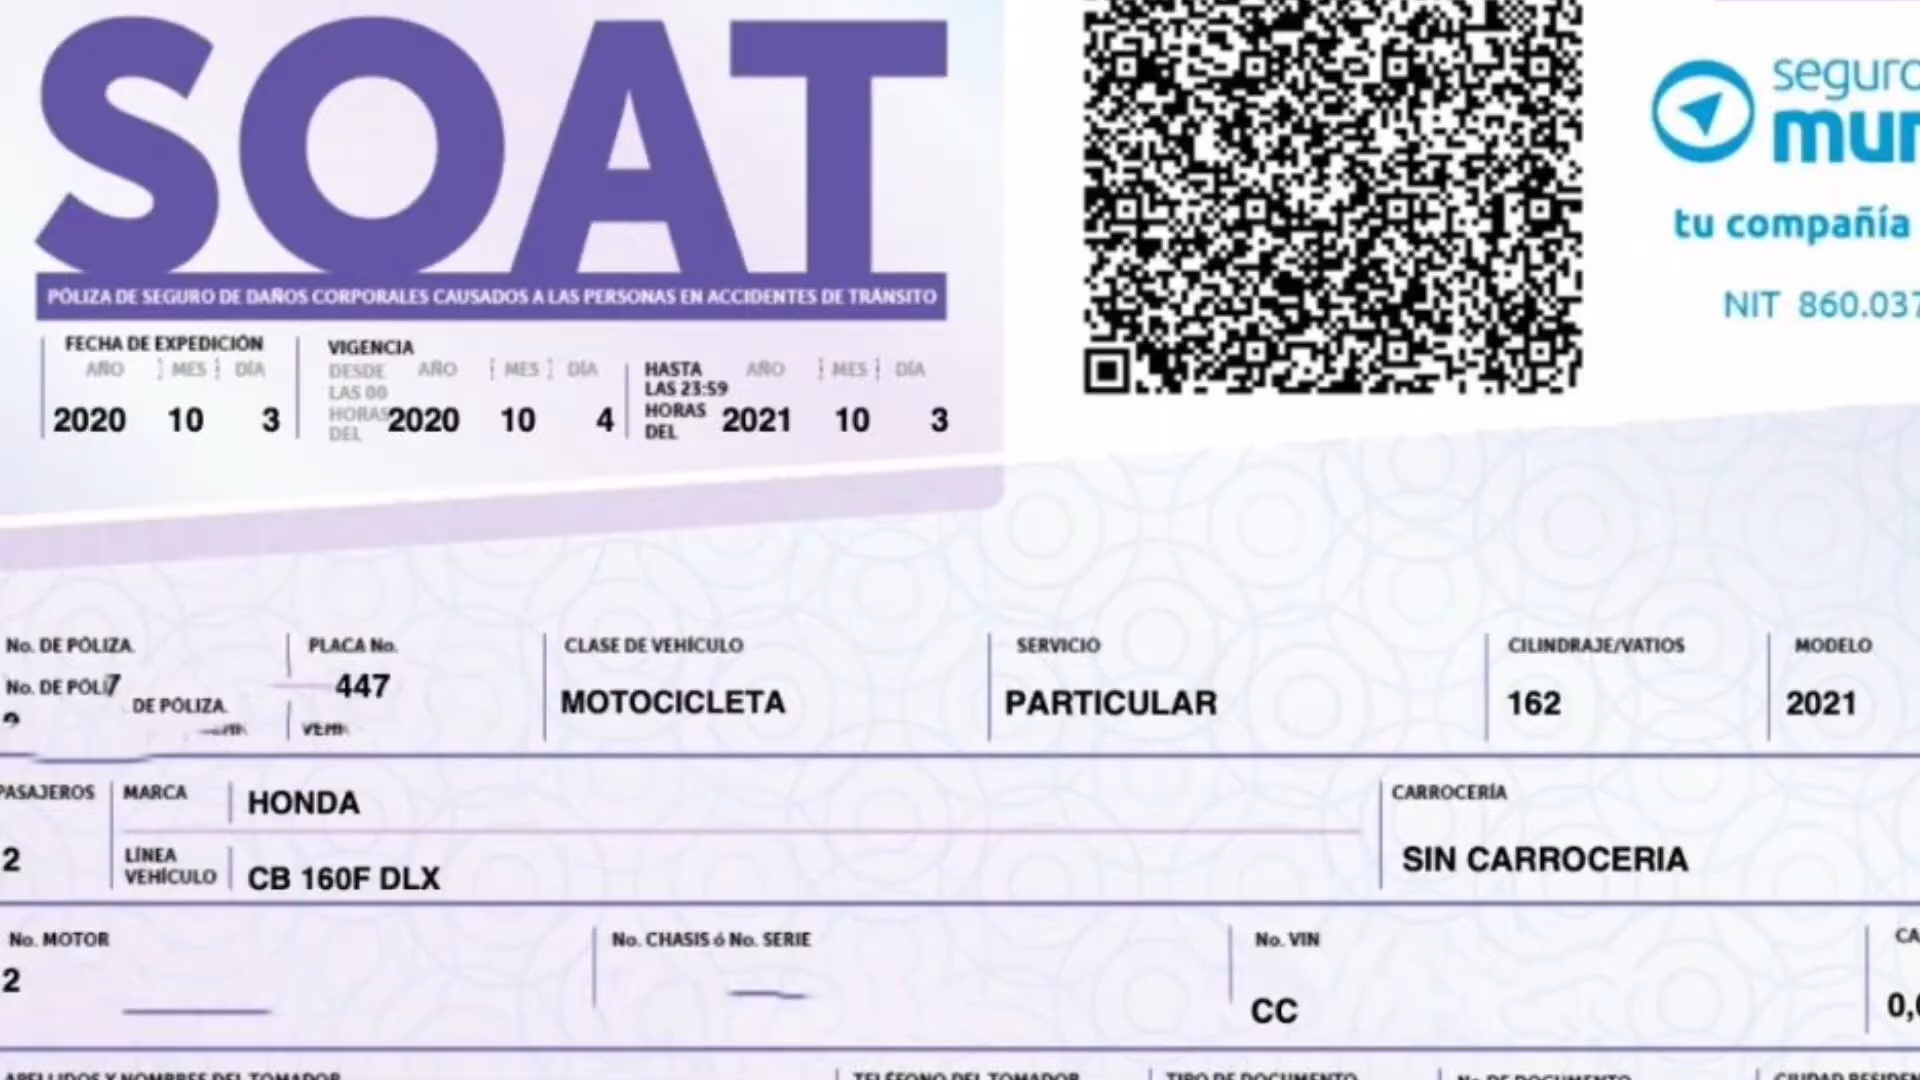 SOAT
PÓLIZA DE SEGURO DE DAÑOS CORPORALES CAUSADOS A LAS PERSONAS EN ACCIDENTES DE TRÁNSITO
FECHA DE EXPEDICIÓN
AÑO MES DÍA
2020 10 3
VIGENCIA
DESDE LAS 00 HORAS DEL
AÑO MES DÍA
2020 10 4
HASTA LAS 23:59 HORAS DEL
AÑO MES DÍA
2021 10 3
tu compañía
NIT 860.037
No. DE PÓLIZA
No. DE PÓLI7
DE PÓLIZA
PLACA No.
447
CLASE DE VEHÍCULO
MOTOCICLETA
SERVICIO
PARTICULAR
CILINDRAJE/VATIOS
162
MODELO
2021
PASAJEROS
2
MARCA
HONDA
LÍNEA VEHÍCULO
CB 160F DLX
CARROCERÍA
SIN CARROCERIA
No. MOTOR
2
No. CHASIS ó No. SERIE
No. VIN
CC
APELLIDOS Y NOMBRES DEL TOMADOR
TELÉFONO DEL TOMADOR
TIPO DE DOCUMENTO
No. DE DOCUMENTO
CIUDAD